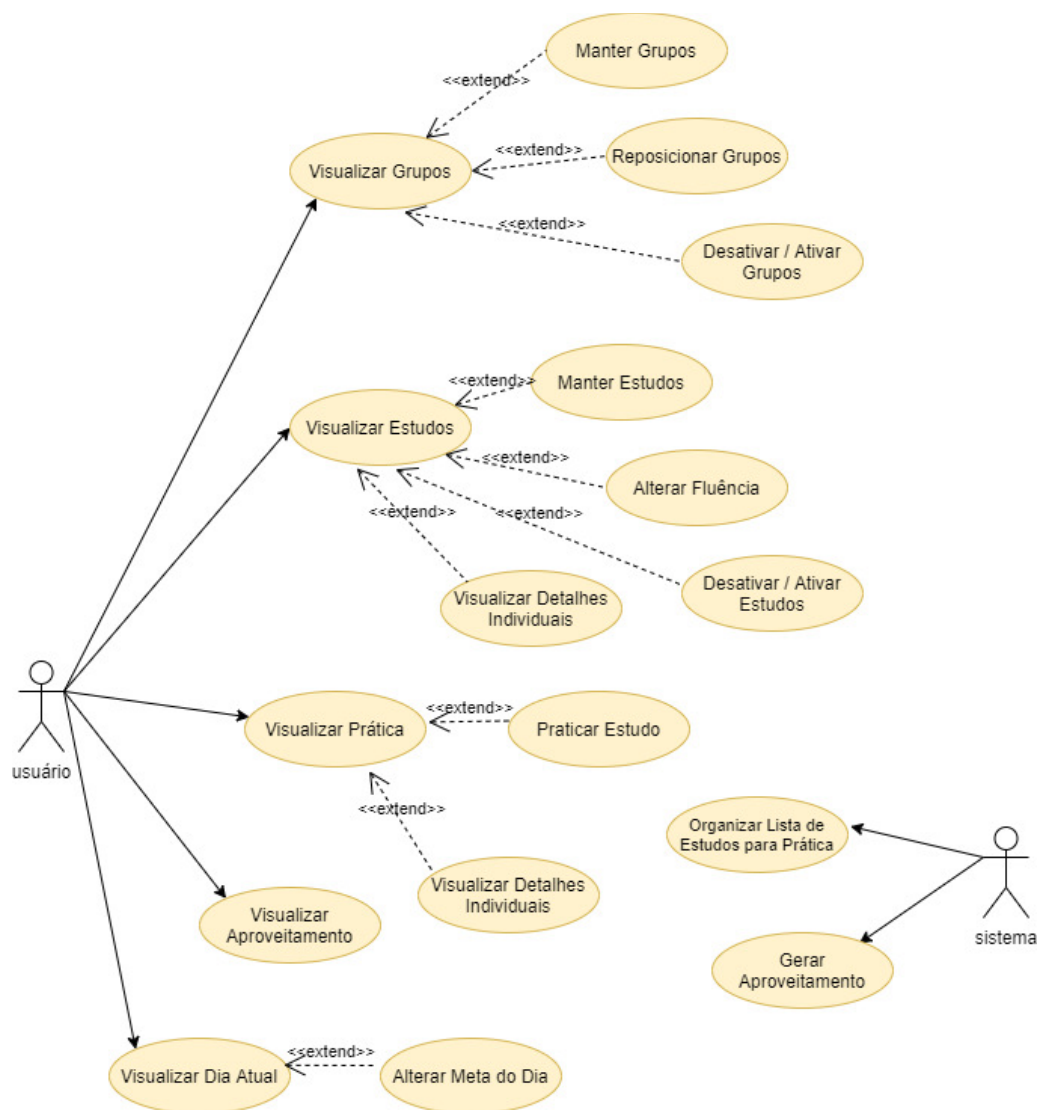 Manter Grupos
<<extend>>
Reposicionar Grupos
<<extend>>
Visualizar Grupos
<<extend>>
Desativar / Ativar
Grupos
<<extend>>
Manter Estudos
Visualizar Estudos
<<extend>>
Alterar Fluência
<<extend>>
<<extend>>
Desativar / Ativar
Estudos
Visualizar Detalhes
Individuais
usuário
Visualizar Prática
<<extend>>
Praticar Estudo
<<extend>>
Visualizar Detalhes
Individuais
Organizar Lista de
Estudos para Prática
sistema
Visualizar
Aproveitamento
Gerar
Aproveitamento
Visualizar Dia Atual
<<extend>>
Alterar Meta do Dia